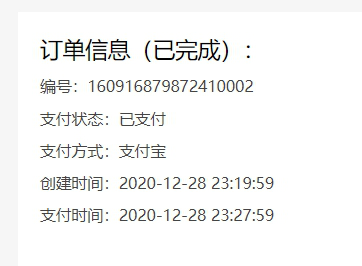 订单信息（已完成）：
编号：160916879872410002
支付状态：已支付
支付方式：支付宝
创建时间：2020-12-28 23:19:59
支付时间：2020-12-28 23:27:59